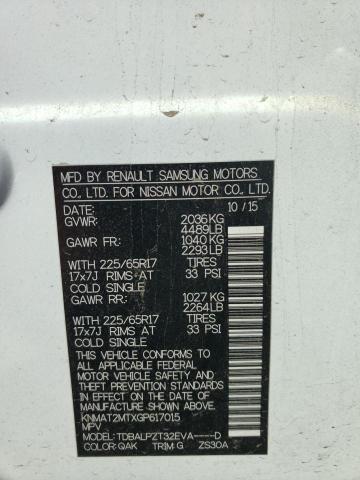 MFD BY RENAULT SAMSUNG MOTORS
CO., LTD. FOR NISSAN MOTOR CO., LTD.
DATE: 10/15
GVWR: 2036KG
4489LB
GAWR FR: 1040KG
2293LB
WITH 225/65R17 TIRES
17x7J RIMS AT 33 PSI
COLD SINGLE
GAWR RR: 1027KG
2264LB
WITH 225/65R17 TIRES
17x7J RIMS AT 33 PSI
COLD SINGLE
THIS VEHICLE CONFORMS TO
ALL APPLICABLE FEDERAL
MOTOR VEHICLE SAFETY,
BUMPER, AND THEFT
PREVENTION STANDARDS IN
EFFECT ON THE DATE OF
MANUFACTURE SHOWN ABOVE.
KNMAT2MTXGP617015
MPV
MODEL: TDBALPZT32EVA----D
COLOR: QAK TRIM G ZS30A